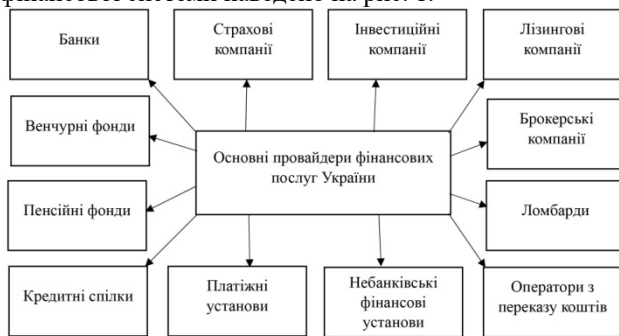 фінансової системи наведено на рис. 1.
Банки
Страхові
компанії
Інвестиційні
компанії
Лізингові
компанії
Венчурні фонди
Основні провайдери фінансових
послуг України
Брокерські
компанії
Пенсійні фонди
Ломбарди
Кредитні спілки
Платіжні
установи
Небанківські
фінансові
установи
Оператори з
переказу коштів